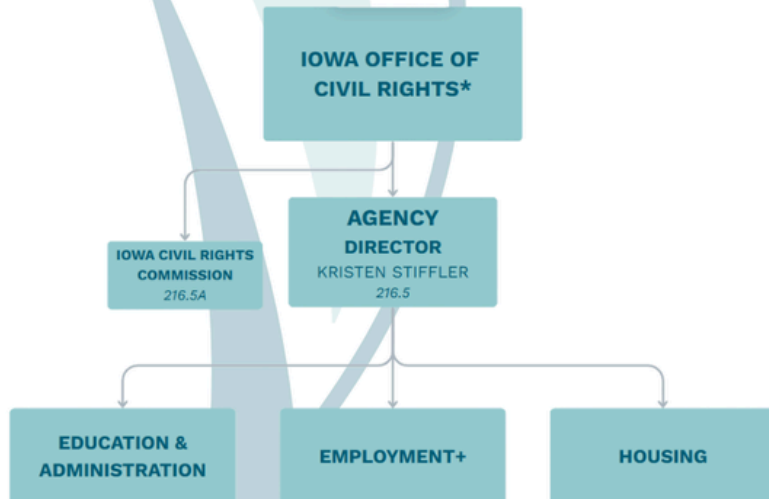 IOWA OFFICE OF
CIVIL RIGHTS*
AGENCY
DIRECTOR
KRISTEN STIFFLER
216.5
IOWA CIVIL RIGHTS
COMMISSION
216.5A
EDUCATION &
ADMINISTRATION
EMPLOYMENT+
HOUSING